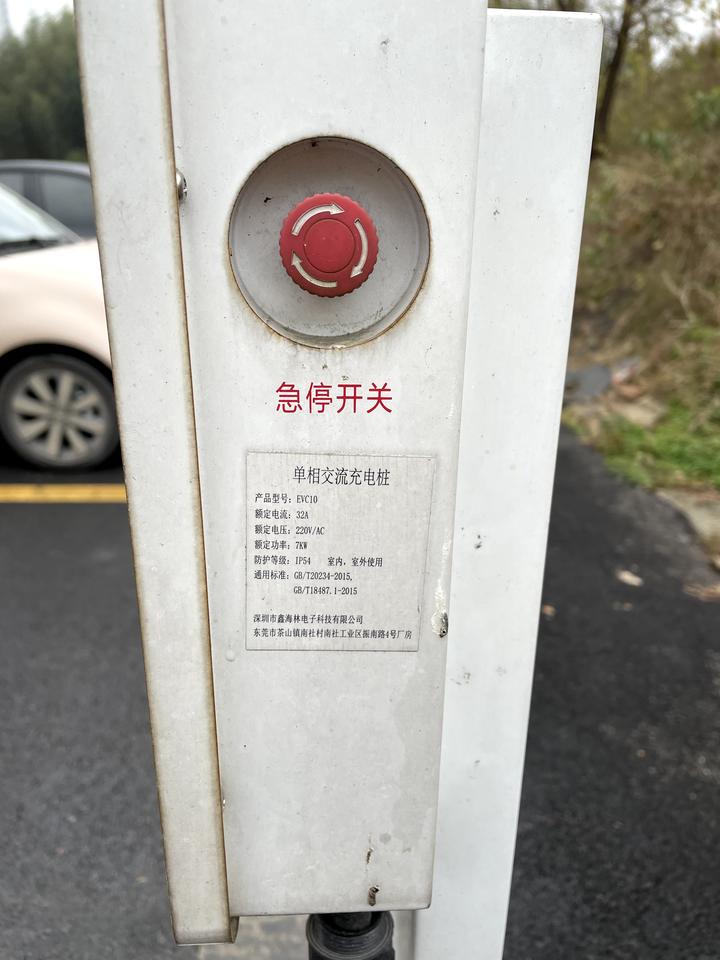 急停开关
单相交流充电桩
产品型号：EVC10
额定电流：32A
额定电压：220V/AC
额定功率：7KW
防护等级：IP54 室内，室外使用
通用标准：GB/T20234-2015,
GB/T18487.1-2015
深圳市鑫海林电子科技有限公司
东莞市茶山镇南社村南社工业区振南路4号厂房